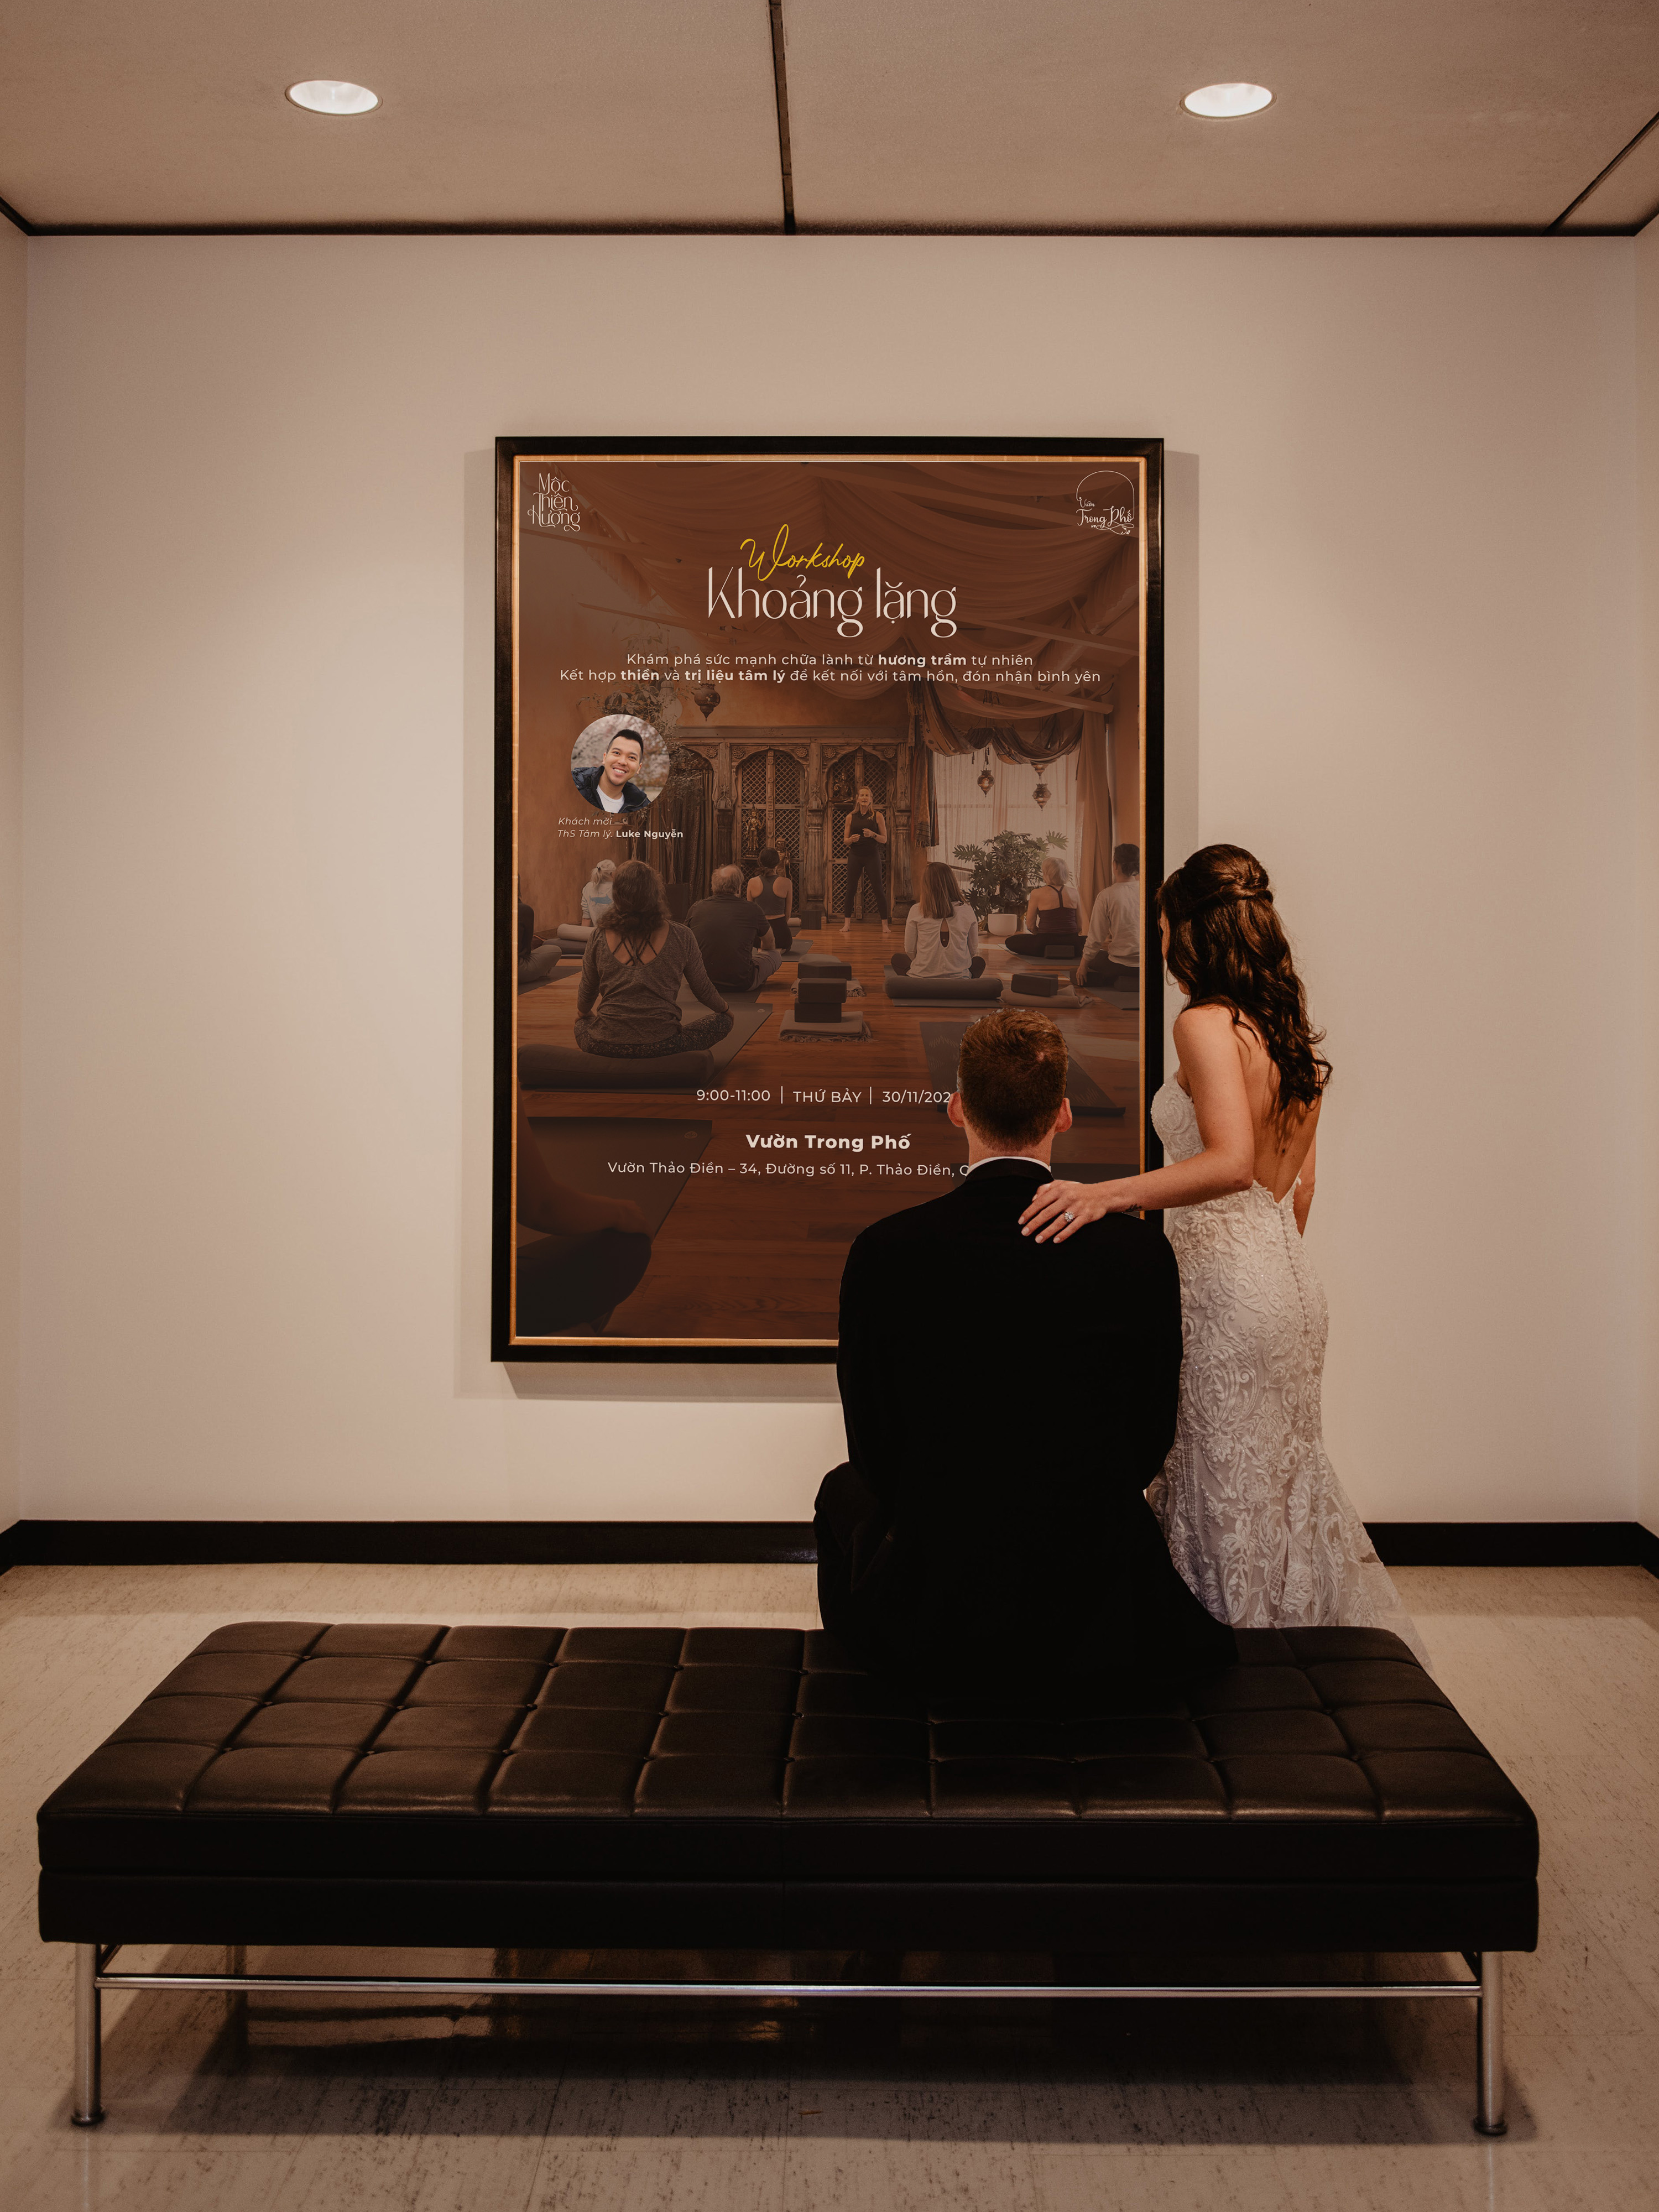 Mộc
Thiên
Hương
Vườn
Trong Phố
Workshop
Khoảng lặng
Khám phá sức mạnh chữa lành từ hương trầm tự nhiên
Kết hợp thiền và trị liệu tâm lý để kết nối với tâm hồn, đón nhận bình yên
Khách mời
ThS Tâm lý. Luke Nguyễn
9:00-11:00 | THỨ BẢY | 30/11/202
Vườn Trong Phố
Vườn Thảo Điền – 34, Đường số 11, P. Thảo Điền,